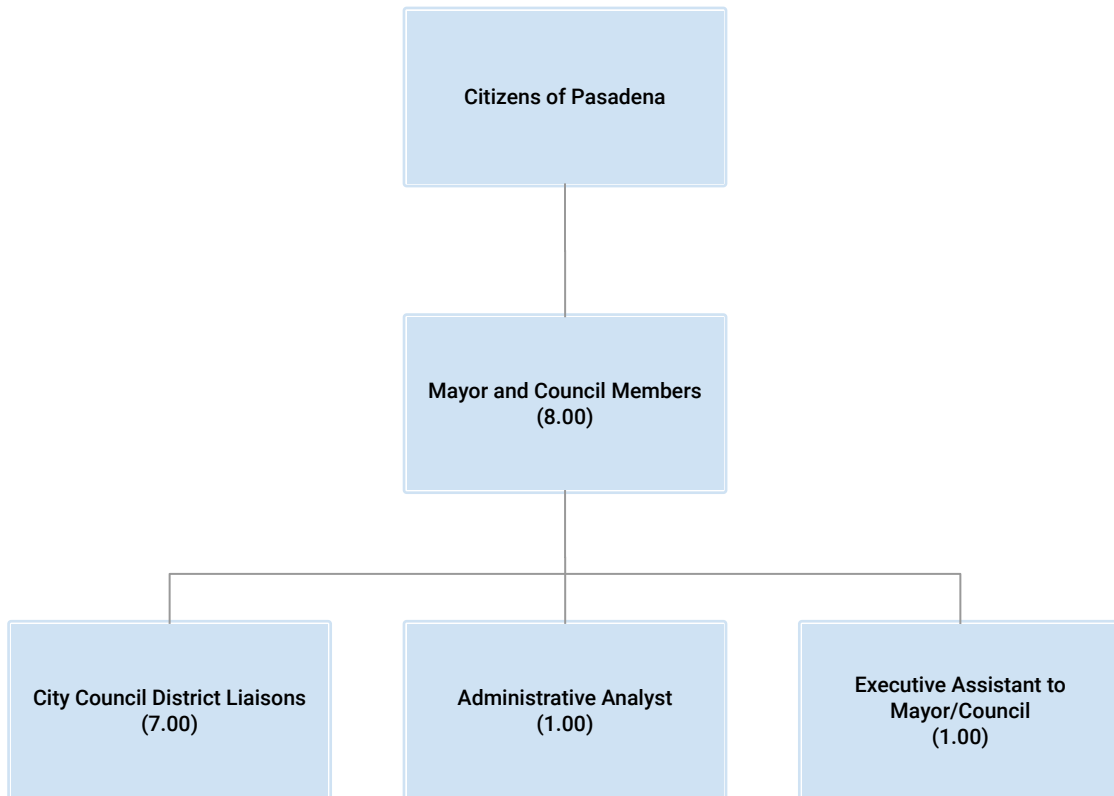 Citizens of Pasadena
Mayor and Council Members
(8.00)
City Council District Liaisons
(7.00)
Administrative Analyst
(1.00)
Executive Assistant to
Mayor/Council
(1.00)